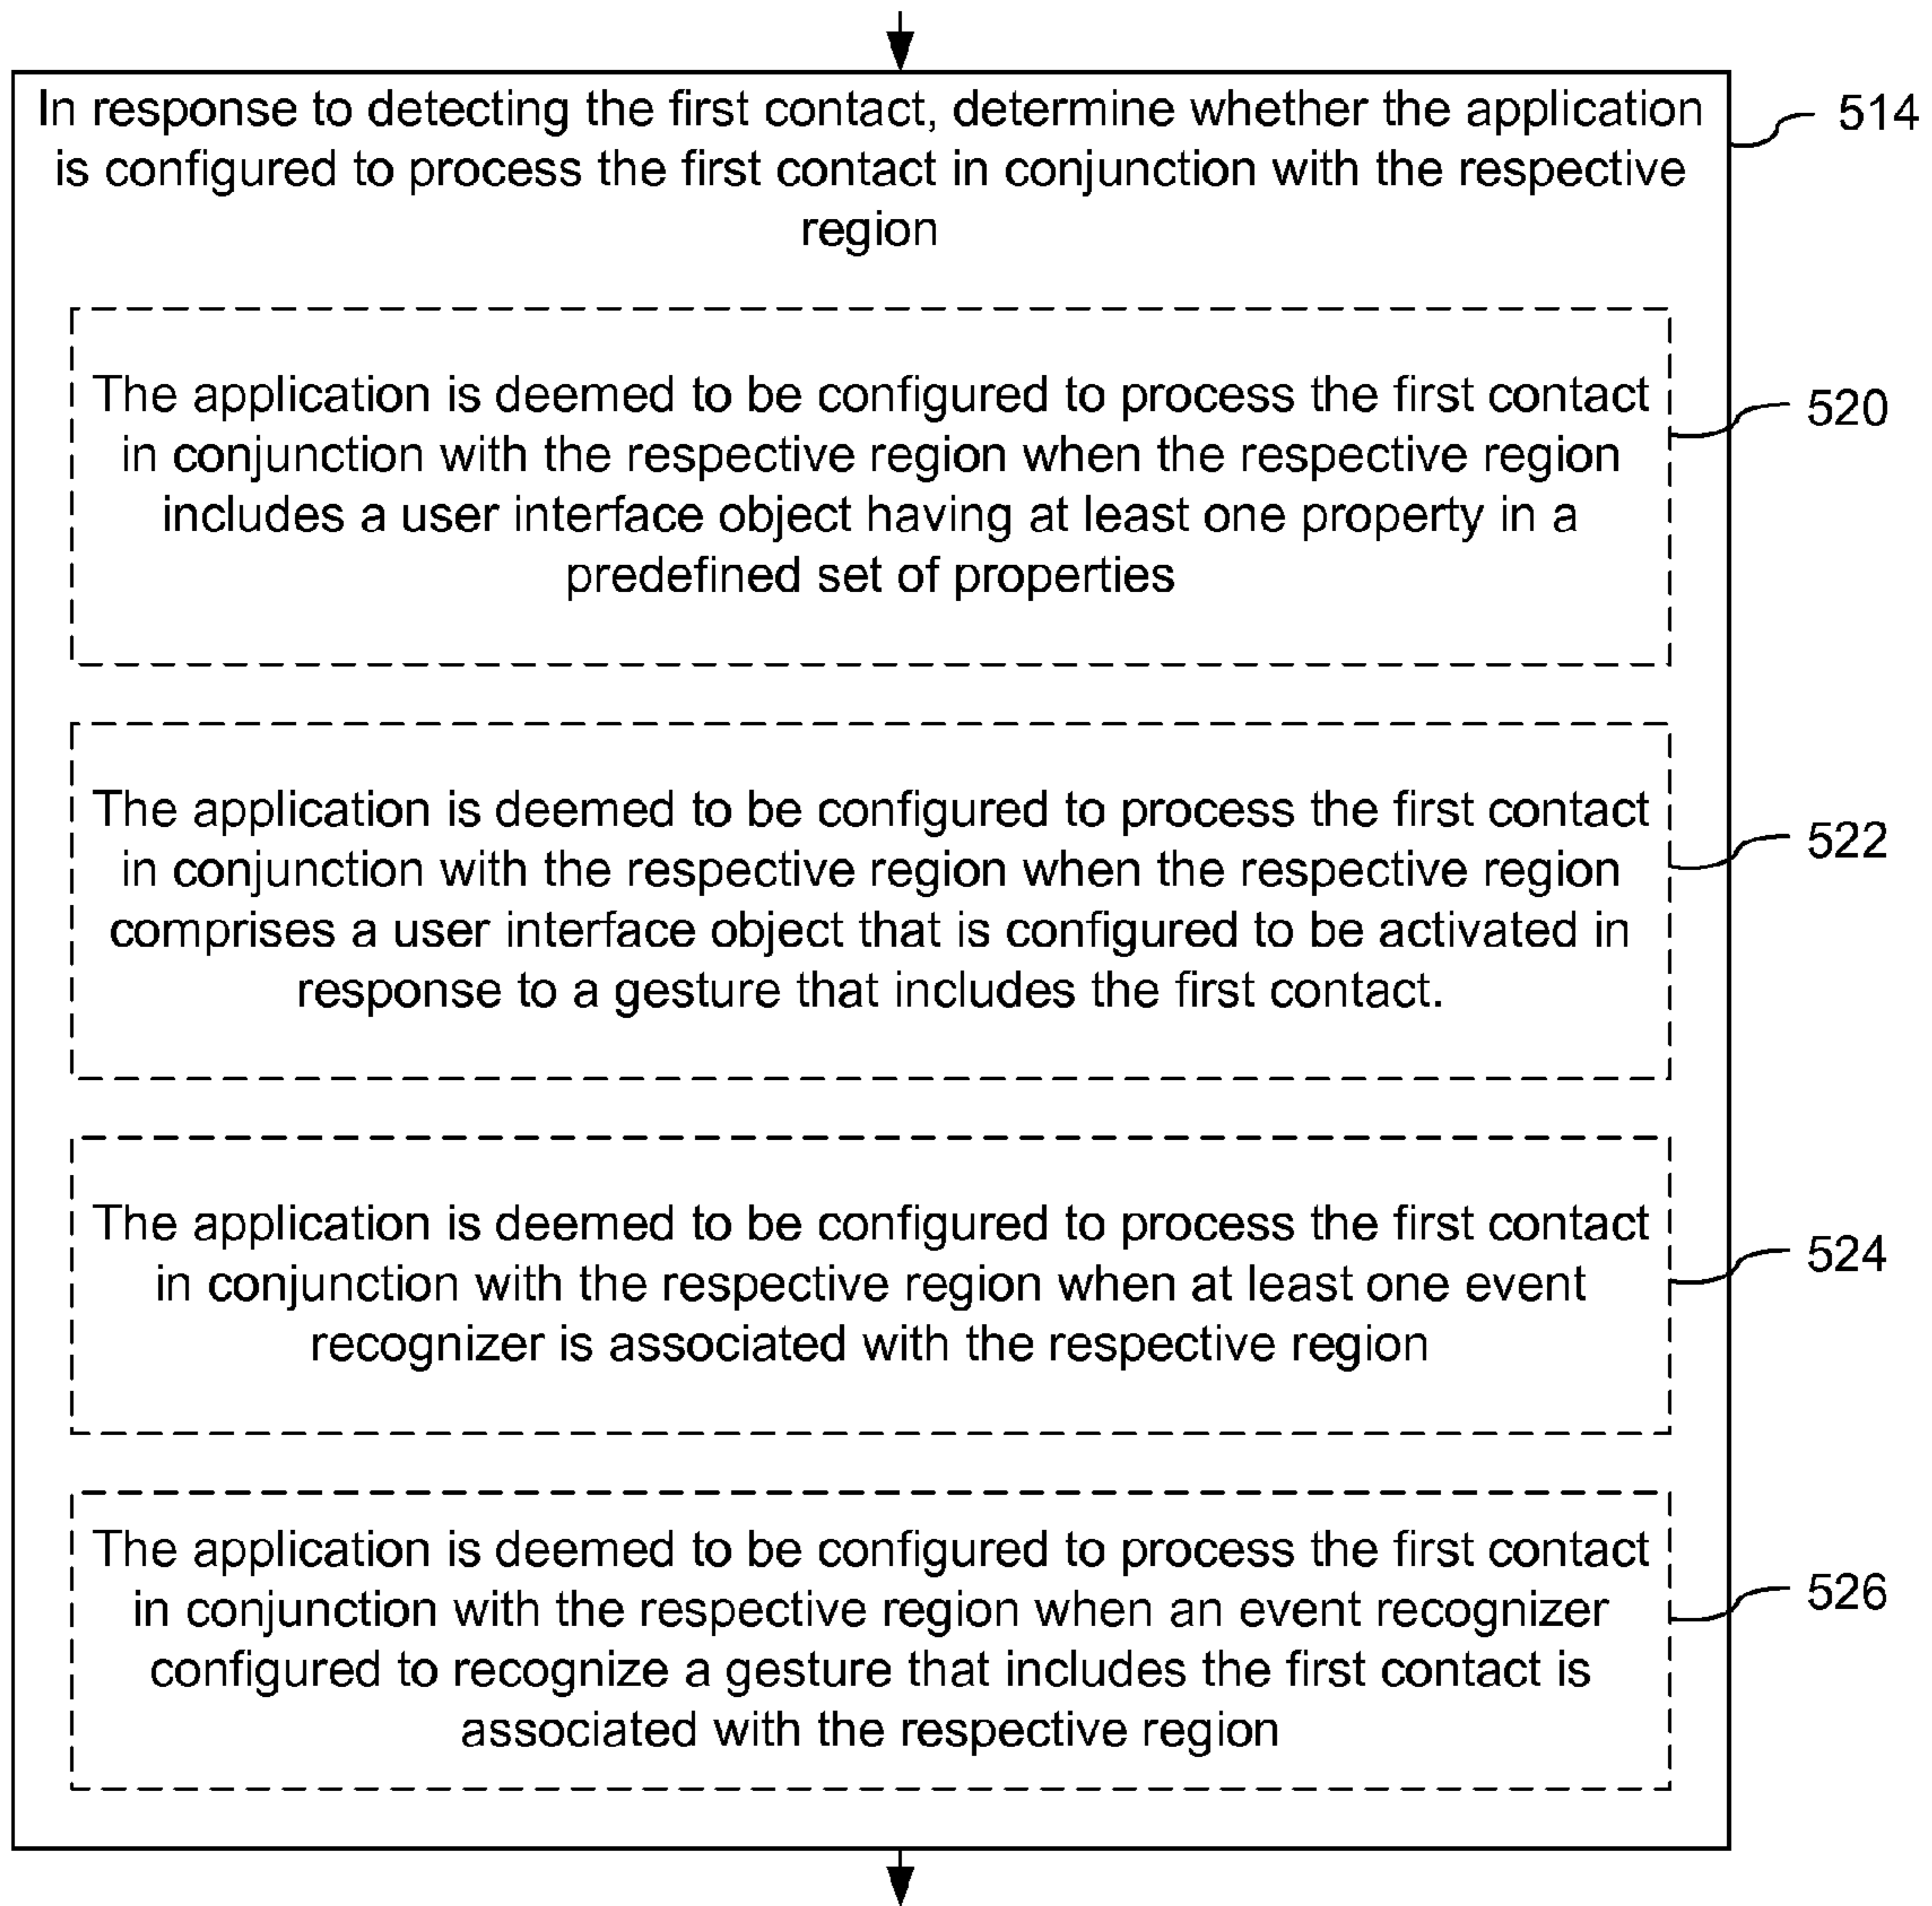 In response to detecting the first contact, determine whether the application
is configured to process the first contact in conjunction with the respective
region
514
The application is deemed to be configured to process the first contact
in conjunction with the respective region when the respective region
includes a user interface object having at least one property in a
predefined set of properties
520
The application is deemed to be configured to process the first contact
in conjunction with the respective region when the respective region
comprises a user interface object that is configured to be activated in
response to a gesture that includes the first contact.
522
The application is deemed to be configured to process the first contact
in conjunction with the respective region when at least one event
recognizer is associated with the respective region
524
The application is deemed to be configured to process the first contact
in conjunction with the respective region when an event recognizer
configured to recognize a gesture that includes the first contact is
associated with the respective region
526